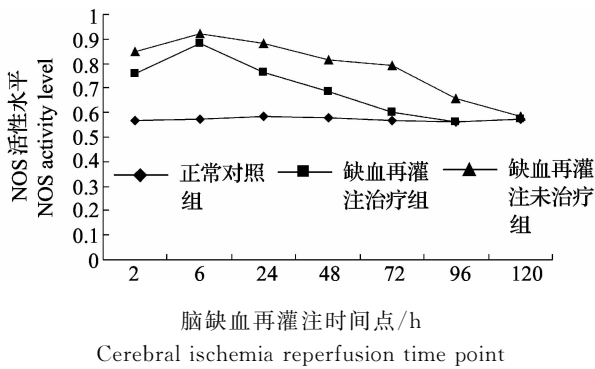 NOS活性水平
NOS activity level
1
0.9
0.8
0.7
0.6
0.5
0.4
0.3
0.2
0.1
0
正常对照
组
缺血再灌
注治疗组
缺血再灌
注未治疗
组
2 6 24 48 72 96 120
脑缺血再灌注时间点/h
Cerebral ischemia reperfusion time point